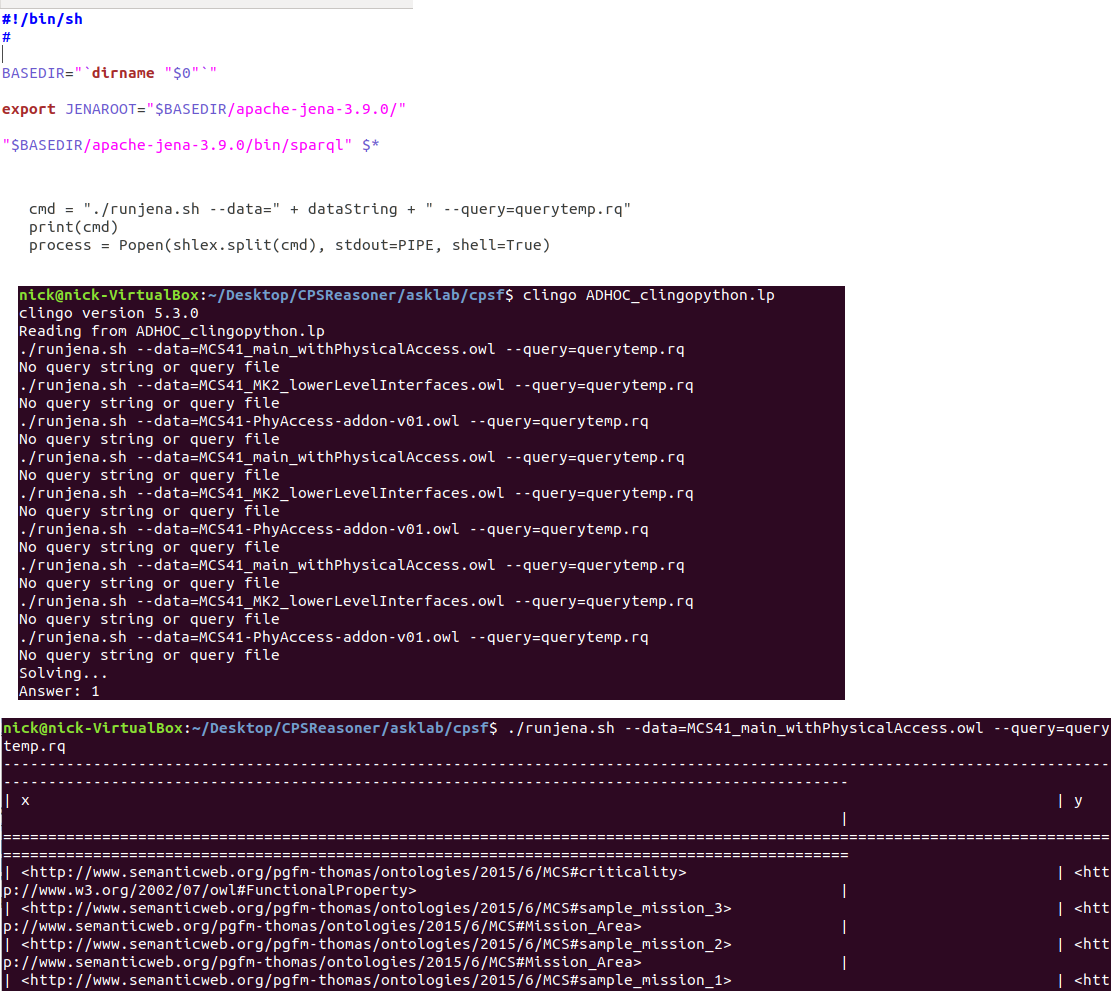 #!/bin/sh
#
BASEDIR="`dirname "$0"`"
export JENAROOT="$BASEDIR/apache-jena-3.9.0/"
"$BASEDIR/apache-jena-3.9.0/bin/sparql" $*
cmd = "./runjena.sh --data=" + dataString + " --query=querytemp.rq"
print(cmd)
process = Popen(shlex.split(cmd), stdout=PIPE, shell=True)
nick@nick-VirtualBox:~/Desktop/CPSReasoner/asklab/cpsf$ clingo ADHOC_clingopython.lp
clingo version 5.3.0
Reading from ADHOC_clingopython.lp
./runjena.sh --data=MCS41_main_withPhysicalAccess.owl --query=querytemp.rq
No query string or query file
./runjena.sh --data=MCS41_MK2_lowerLevelInterfaces.owl --query=querytemp.rq
No query string or query file
./runjena.sh --data=MCS41-PhyAccess-addon-v01.owl --query=querytemp.rq
No query string or query file
./runjena.sh --data=MCS41_main_withPhysicalAccess.owl --query=querytemp.rq
No query string or query file
./runjena.sh --data=MCS41_MK2_lowerLevelInterfaces.owl --query=querytemp.rq
No query string or query file
./runjena.sh --data=MCS41-PhyAccess-addon-v01.owl --query=querytemp.rq
No query string or query file
./runjena.sh --data=MCS41_main_withPhysicalAccess.owl --query=querytemp.rq
No query string or query file
./runjena.sh --data=MCS41_MK2_lowerLevelInterfaces.owl --query=querytemp.rq
No query string or query file
./runjena.sh --data=MCS41-PhyAccess-addon-v01.owl --query=querytemp.rq
No query string or query file
Solving...
Answer: 1
nick@nick-VirtualBox:~/Desktop/CPSReasoner/asklab/cpsf$ ./runjena.sh --data=MCS41_main_withPhysicalAccess.owl --query=query
temp.rq
---------------------------------------------------------------------------------------------------------------------------
----------------------------------------------------------------------------------------------
| x | y
|
===========================================================================================================================
==============================================================================================
| <http://www.semanticweb.org/pgfm-thomas/ontologies/2015/6/MCS#criticality> | <htt
p://www.w3.org/2002/07/owl#FunctionalProperty> |
| <http://www.semanticweb.org/pgfm-thomas/ontologies/2015/6/MCS#sample_mission_3> | <htt
p://www.semanticweb.org/pgfm-thomas/ontologies/2015/6/MCS#Mission_Area> |
| <http://www.semanticweb.org/pgfm-thomas/ontologies/2015/6/MCS#sample_mission_2> | <htt
p://www.semanticweb.org/pgfm-thomas/ontologies/2015/6/MCS#Mission_Area> |
| <http://www.semanticweb.org/pgfm-thomas/ontologies/2015/6/MCS#sample_mission_1> | <htt